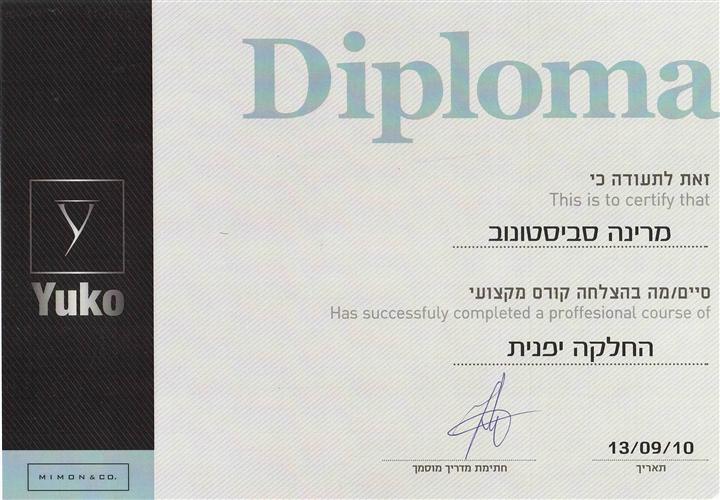 Diploma
זאת לתעודה כי
This is to certify that
מרינה סביסטונוב
סיים/מה בהצלחה קורס מקצועי
Has successfuly completed a proffesional course of
החלקה יפנית
13/09/10
תאריך
חתימת מדריך מוסמך
y
Yuko
MIMON&CO.